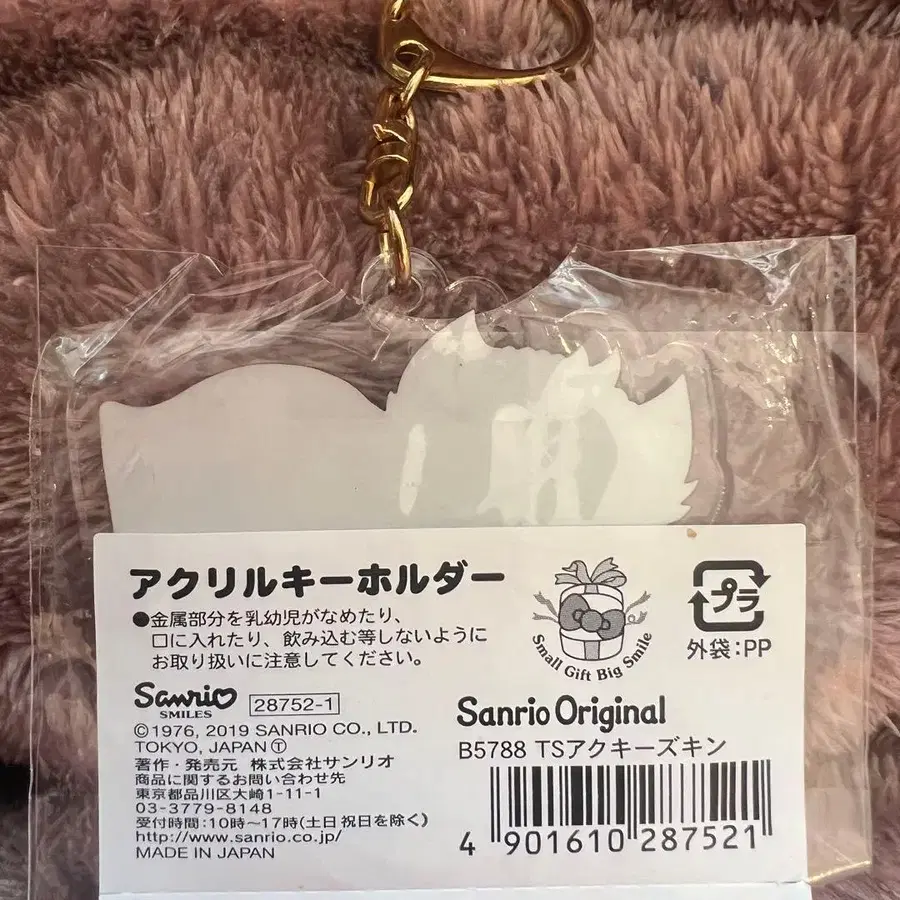 アクリルキーホルダー
●金属部分を乳幼児がなめたり、
口に入れたり、飲み込む等しないように
お取り扱いに注意してください。
Small Gift Big Smile
プラ
外袋：PP
Sanrio
SMILES
28752-1
©1976, 2019 SANRIO CO., LTD.
TOKYO, JAPAN Ⓣ
著作・発売元 株式会社サンリオ
商品に関するお問い合わせ先
東京都品川区大崎1-11-1
03-3779-8148
受付時間：10時〜17時(土日祝日を除く)
http://www.sanrio.co.jp/
MADE IN JAPAN
Sanrio Original
B5788 TSアクキーズキン
4 901610 287521